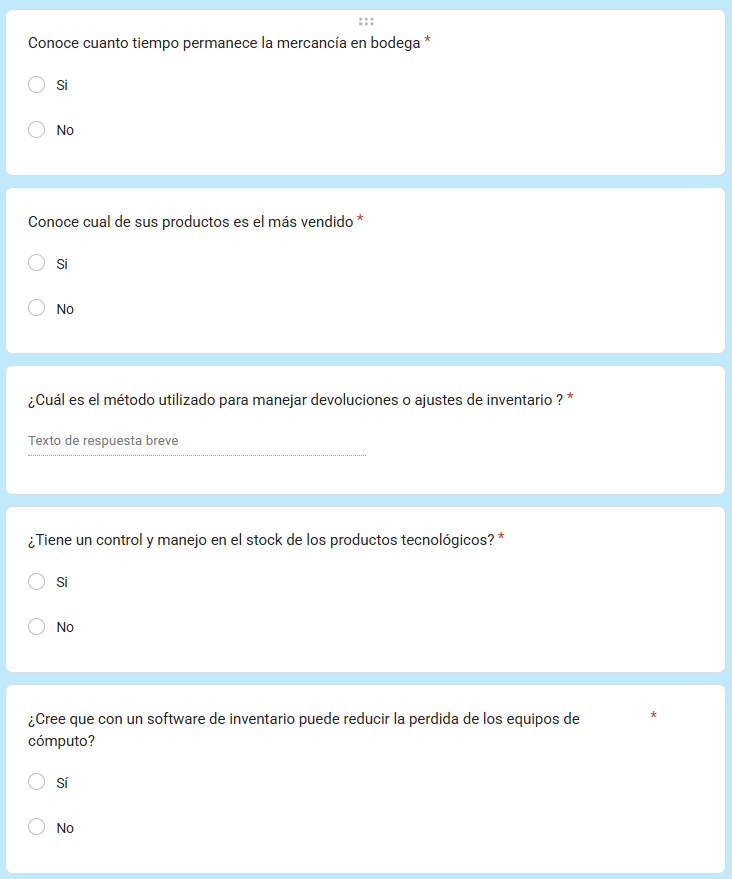 Conoce cuanto tiempo permanece la mercancía en bodega *
Si
No
Conoce cual de sus productos es el más vendido *
Si
No
¿Cuál es el método utilizado para manejar devoluciones o ajustes de inventario ? *
Texto de respuesta breve
¿Tiene un control y manejo en el stock de los productos tecnológicos? *
Si
No
¿Cree que con un software de inventario puede reducir la perdida de los equipos de *
cómputo?
Sí
No